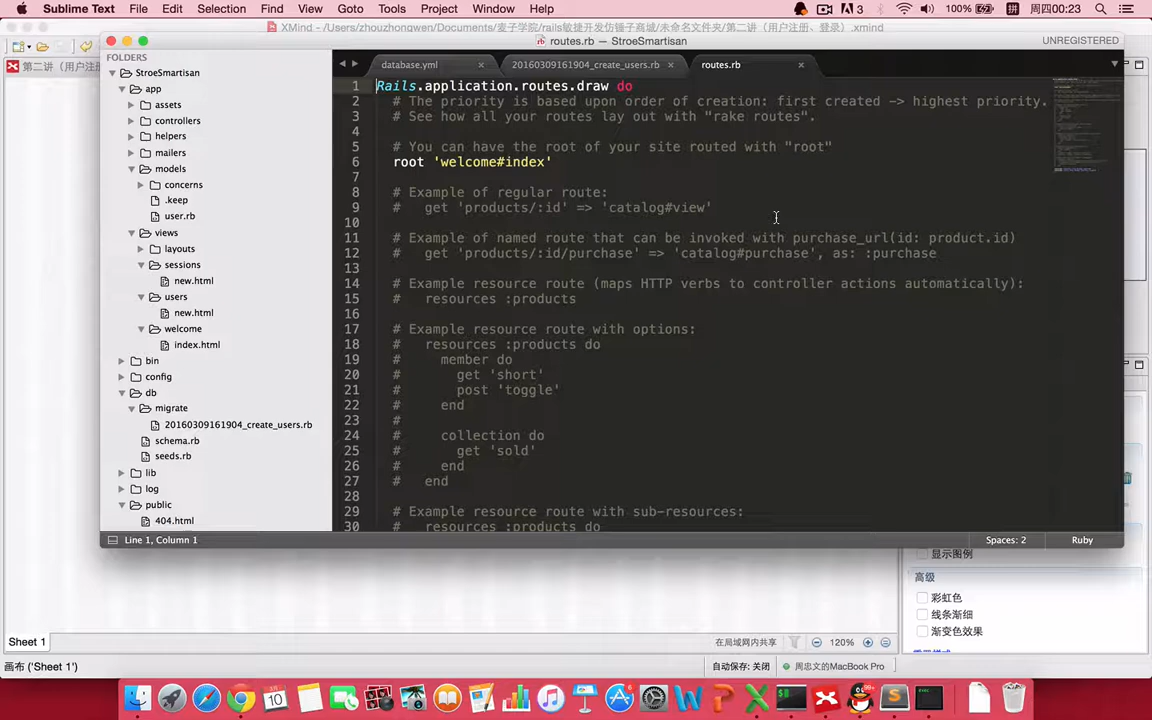 Sublime Text File Edit Selection Find View Goto Tools Project Window Help 3 100% 拼 周四00:23
XMind - /Users/zhouzhongwen/Documents/麦子学院/rails敏捷开发仿锤子商城/未命名文件夹/第二讲（用户注册、登录）.xmind
routes.rb — StroeSmartisan
UNREGISTERED
第二讲（用户注
FOLDERS
StroeSmartisan
app
assets
controllers
helpers
mailers
models
concerns
.keep
user.rb
views
layouts
sessions
new.html
users
new.html
welcome
index.html
bin
config
db
migrate
20160309161904_create_users.rb
schema.rb
seeds.rb
lib
log
public
404.html
database.yml 20160309161904_create_users.rb routes.rb
1 Rails.application.routes.draw do
2 # The priority is based upon order of creation: first created -> highest priority.
3 # See how all your routes lay out with "rake routes".
4
5 # You can have the root of your site routed with "root"
6 root 'welcome#index'
7
8 # Example of regular route:
9 #   get 'products/:id' => 'catalog#view'
10
11 # Example of named route that can be invoked with purchase_url(id: product.id)
12 #   get 'products/:id/purchase' => 'catalog#purchase', as: :purchase
13
14 # Example resource route (maps HTTP verbs to controller actions automatically):
15 #   resources :products
16
17 # Example resource route with options:
18 #   resources :products do
19 #     member do
20 #       get 'short'
21 #       post 'toggle'
22 #     end
23 #
24 #     collection do
25 #       get 'sold'
26 #     end
27 #   end
28
29 # Example resource route with sub-resources:
30 #   resources :products do
Line 1, Column 1
Spaces: 2 Ruby
显示图例
高级
彩虹色
线条渐细
渐变色效果
Sheet 1
在局域网内共享 120%
画布 ('Sheet 1')
自动保存: 关闭 周忠文的MacBook Pro
10